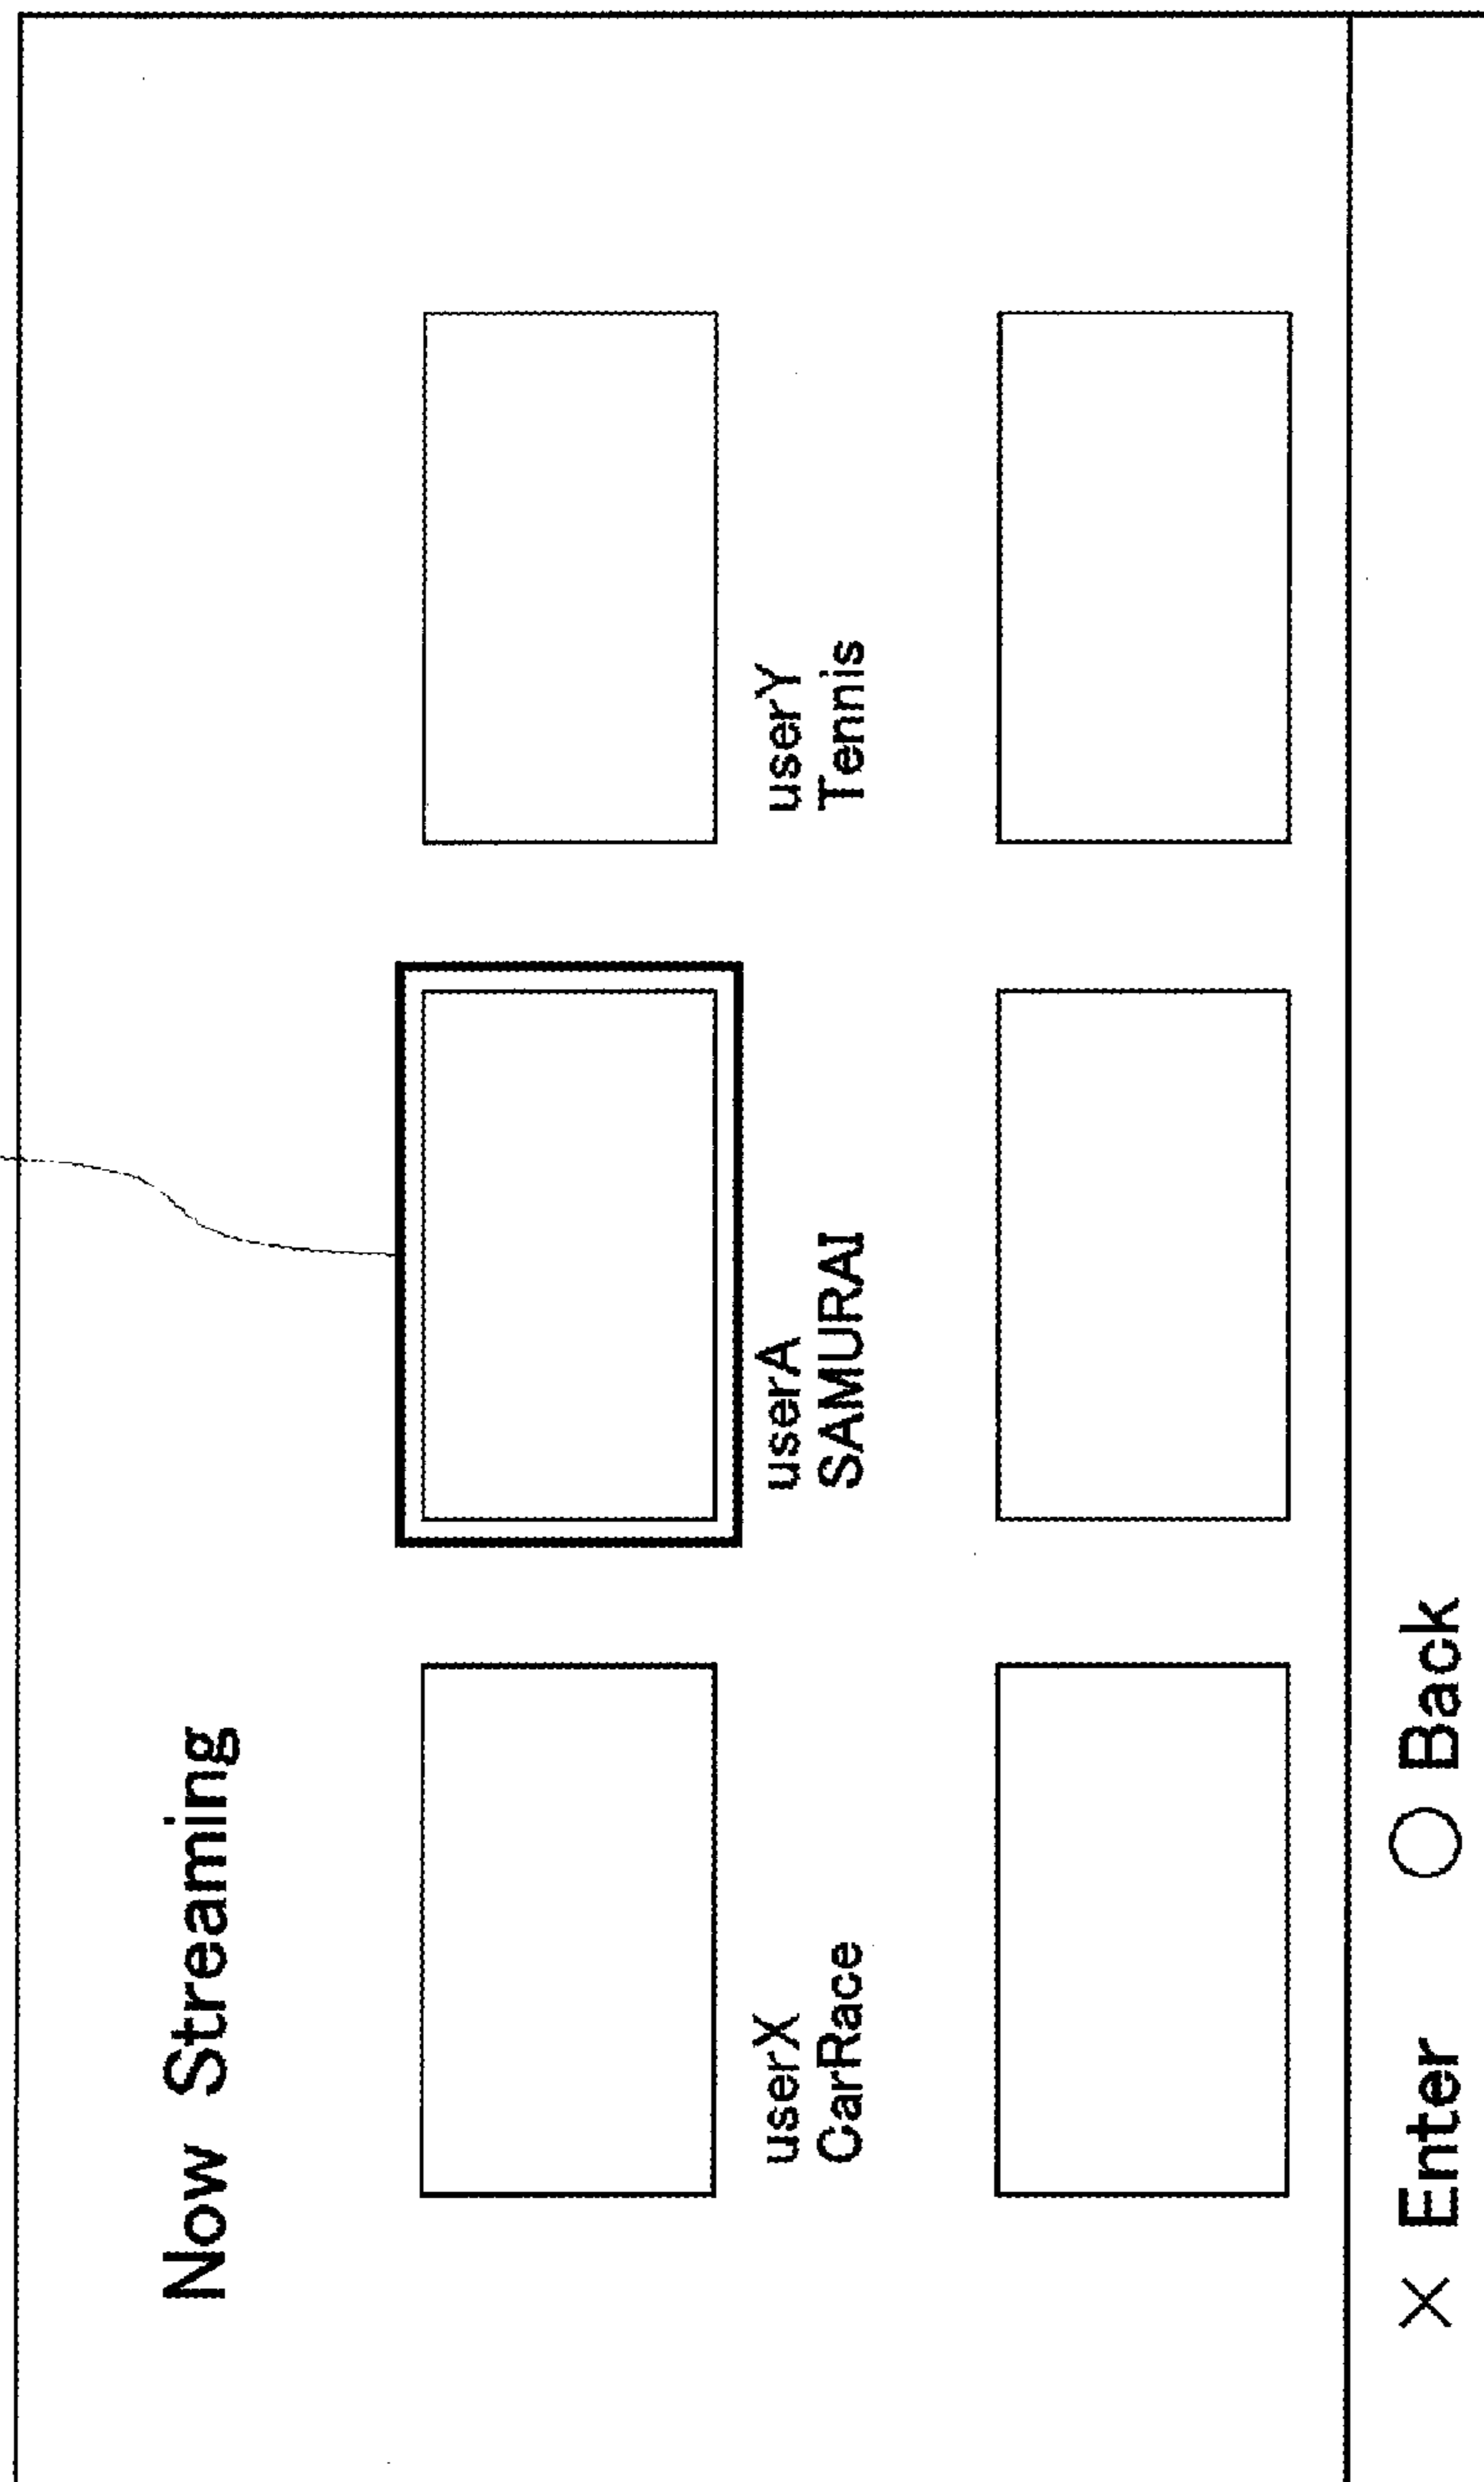 Now Streaming
userX
CarRace
userA
SAMURAI
userY
Tennis
× Enter ○ Back